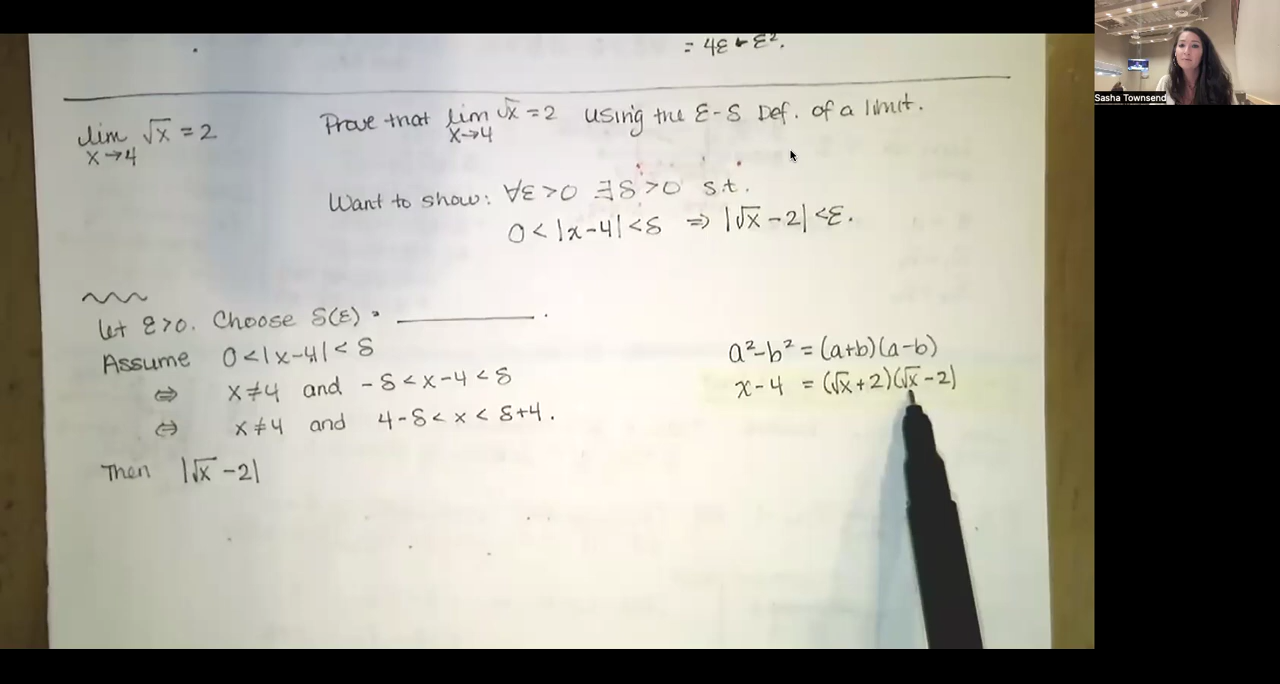 = 4ε - ε².
lim √x = 2
x→4
Prove that lim √x = 2 using the ε-δ Def. of a limit.
x→4
Want to show: ∀ε>0 ∃δ>0 s.t.
0<|x-4|<δ ⇒ |√x-2|<ε.
Let ε>0. Choose δ(ε) = ________.
Assume 0<|x-4|<δ
⇔ x≠4 and -δ<x-4<δ
⇔ x≠4 and 4-δ<x<δ+4.
Then |√x-2|
a²-b² = (a+b)(a-b)
x-4 = (√x+2)(√x-2)
Sasha Townsend